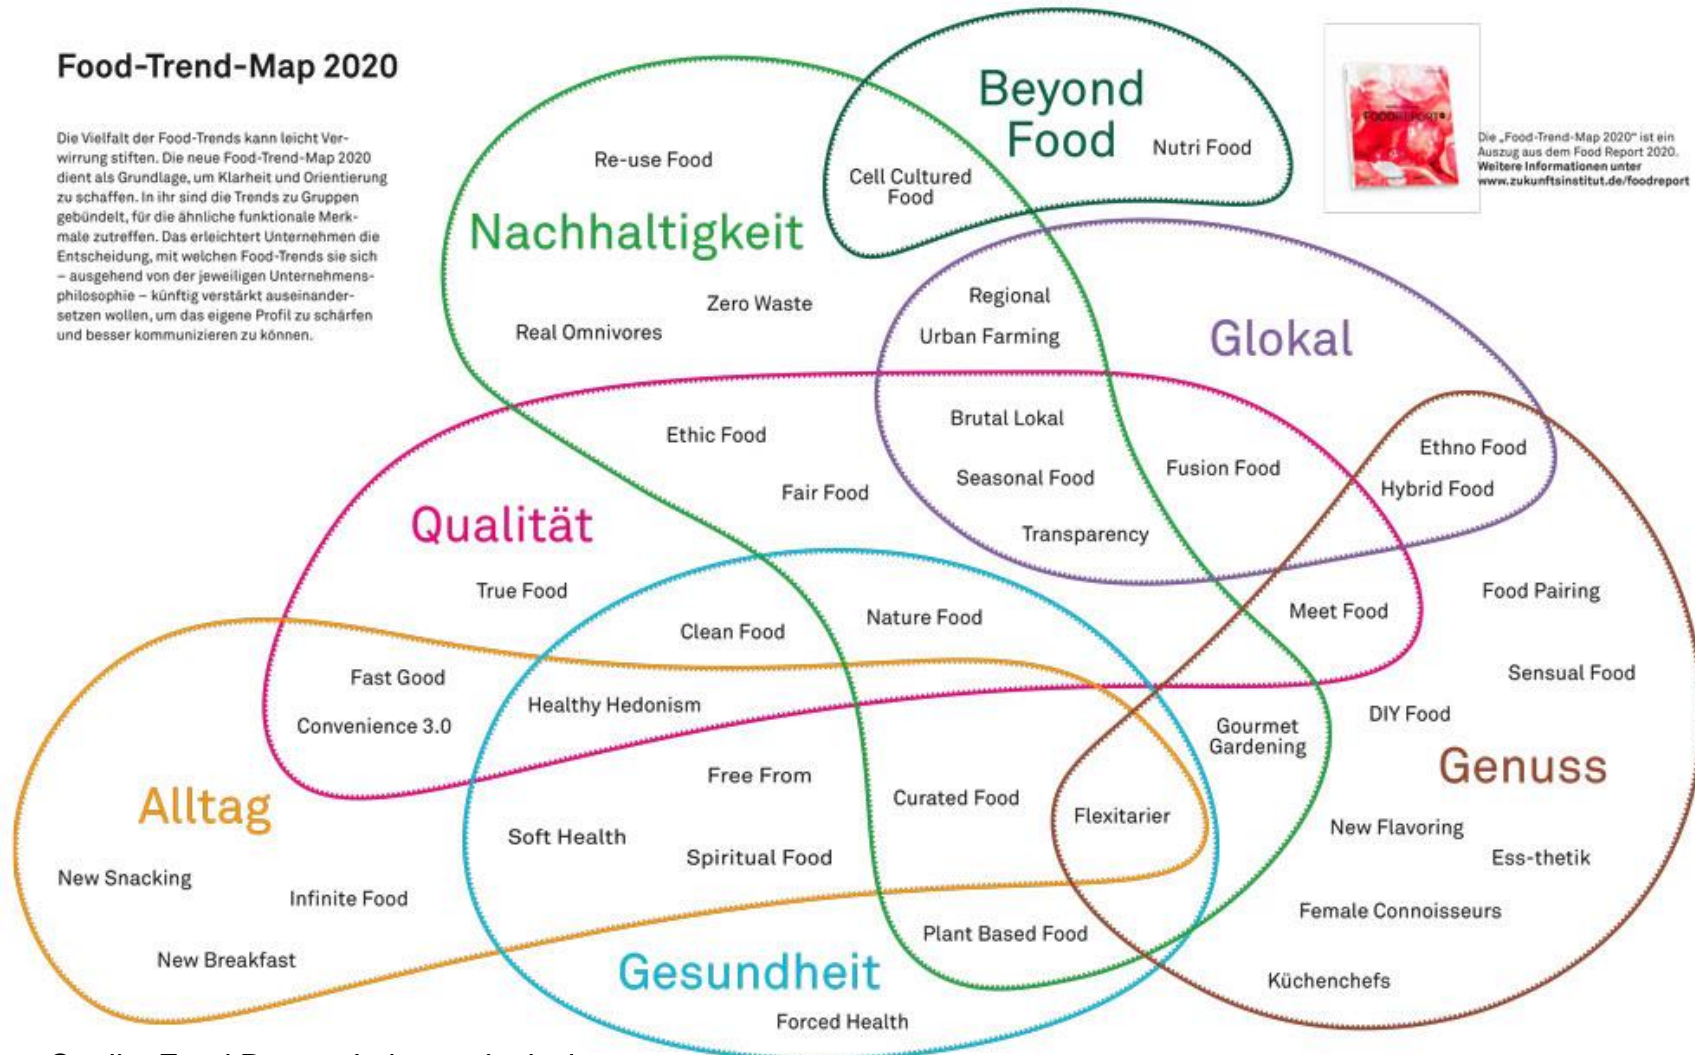 Food-Trend-Map 2020
Die Vielfalt der Food-Trends kann leicht Ver-
wirrung stiften. Die neue Food-Trend-Map 2020
dient als Grundlage, um Klarheit und Orientierung
zu schaffen. In ihr sind die Trends zu Gruppen
gebündelt, für die ähnliche funktionale Merk-
male zutreffen. Das erleichtert Unternehmen die
Entscheidung, mit welchen Food-Trends sie sich
– ausgehend von der jeweiligen Unternehmens-
philosophie – künftig verstärkt auseinander-
setzen wollen, um das eigene Profil zu schärfen
und besser kommunizieren zu können.
Beyond
Food
Nutri Food
Cell Cultured
Food
FOODREPORT
Die „Food-Trend-Map 2020“ ist ein
Auszug aus dem Food Report 2020.
Weitere Informationen unter
www.zukunftsinstitut.de/foodreport
Re-use Food
Nachhaltigkeit
Zero Waste
Real Omnivores
Regional
Urban Farming
Glokal
Brutal Lokal
Ethic Food
Fusion Food
Ethno Food
Seasonal Food
Hybrid Food
Fair Food
Qualität
Transparency
True Food
Food Pairing
Meet Food
Nature Food
Clean Food
Fast Good
Sensual Food
Healthy Hedonism
Convenience 3.0
DIY Food
Gourmet
Gardening
Genuss
Free From
Curated Food
Alltag
Flexitarier
New Flavoring
Soft Health
Spiritual Food
Ess-thetik
New Snacking
Infinite Food
Female Connoisseurs
Plant Based Food
New Breakfast
Gesundheit
Küchenchefs
Forced Health